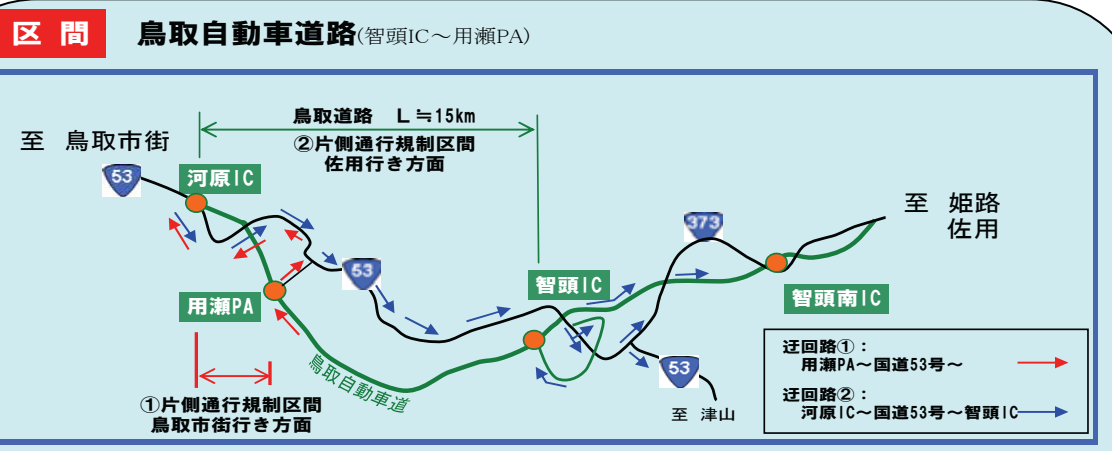 区 間 鳥取自動車道路(智頭IC～用瀬PA)
鳥取道路 L≒15km
②片側通行規制区間
佐用行き方面
至 鳥取市街
53
河原IC
至 姫路
佐用
373
53
智頭IC
智頭南IC
用瀬PA
鳥取自動車道
53
①片側通行規制区間
鳥取市街行き方面
至 津山
迂回路①：
用瀬PA～国道53号～
迂回路②：
河原IC～国道53号～智頭IC